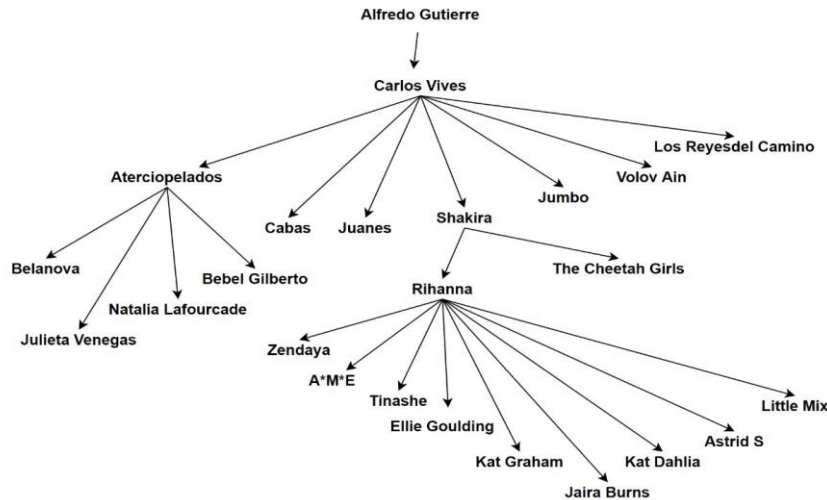 Alfredo Gutierre
Carlos Vives
Los Reyesdel Camino
Aterciopelados
Volov Ain
Jumbo
Cabas
Juanes
Shakira
Belanova
Bebel Gilberto
The Cheetah Girls
Natalia Lafourcade
Rihanna
Julieta Venegas
Zendaya
A*M*E
Tinashe
Little Mix
Ellie Goulding
Astrid S
Kat Graham
Kat Dahlia
Jaira Burns